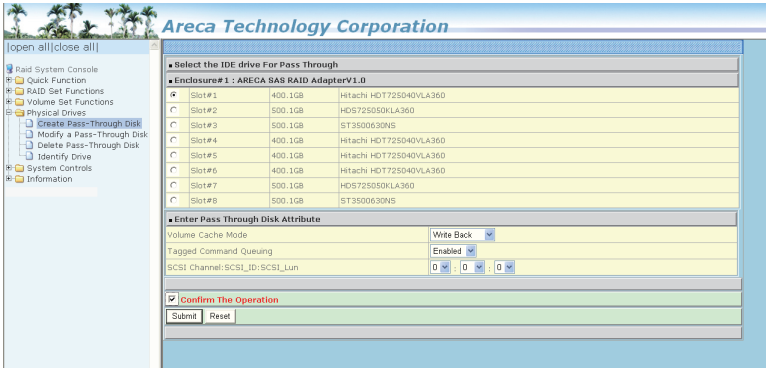 Areca Technology Corporation
|open all|close all|
Raid System Console
Quick Function
RAID Set Functions
Volume Set Functions
Physical Drives
Create Pass-Through Disk
Modify a Pass-Through Disk
Delete Pass-Through Disk
Identify Drive
System Controls
Information
Select the IDE drive For Pass Through
Enclosure#1 : ARECA SAS RAID AdapterV1.0
Slot#1 400.1GB Hitachi HDT725040VLA360
Slot#2 500.1GB HDS725050KLA360
Slot#3 500.1GB ST3500630NS
Slot#4 400.1GB Hitachi HDT725040VLA360
Slot#5 400.1GB Hitachi HDT725040VLA360
Slot#6 400.1GB Hitachi HDT725040VLA360
Slot#7 500.1GB HDS725050KLA360
Slot#8 500.1GB ST3500630NS
Enter Pass Through Disk Attribute
Volume Cache Mode Write Back
Tagged Command Queuing Enabled
SCSI Channel:SCSI_ID:SCSI_Lun 0 : 0 : 0
Confirm The Operation
Submit Reset